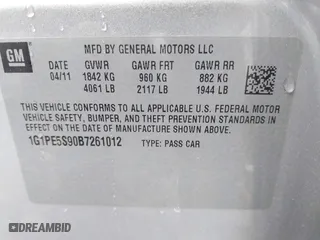 GM
MFD BY GENERAL MOTORS LLC
DATE GVWR GAWR FRT GAWR RR
04/11 1842 KG 960 KG 882 KG
4061 LB 2117 LB 1944 LB
THIS VEHICLE CONFORMS TO ALL APPLICABLE U.S. FEDERAL MOTOR
VEHICLE SAFETY, BUMPER, AND THEFT PREVENTION STANDARDS
IN EFFECT ON THE DATE OF MANUFACTURE SHOWN ABOVE.
1G1PE5S90B7261012 TYPE: PASS CAR
DREAMBID.COM